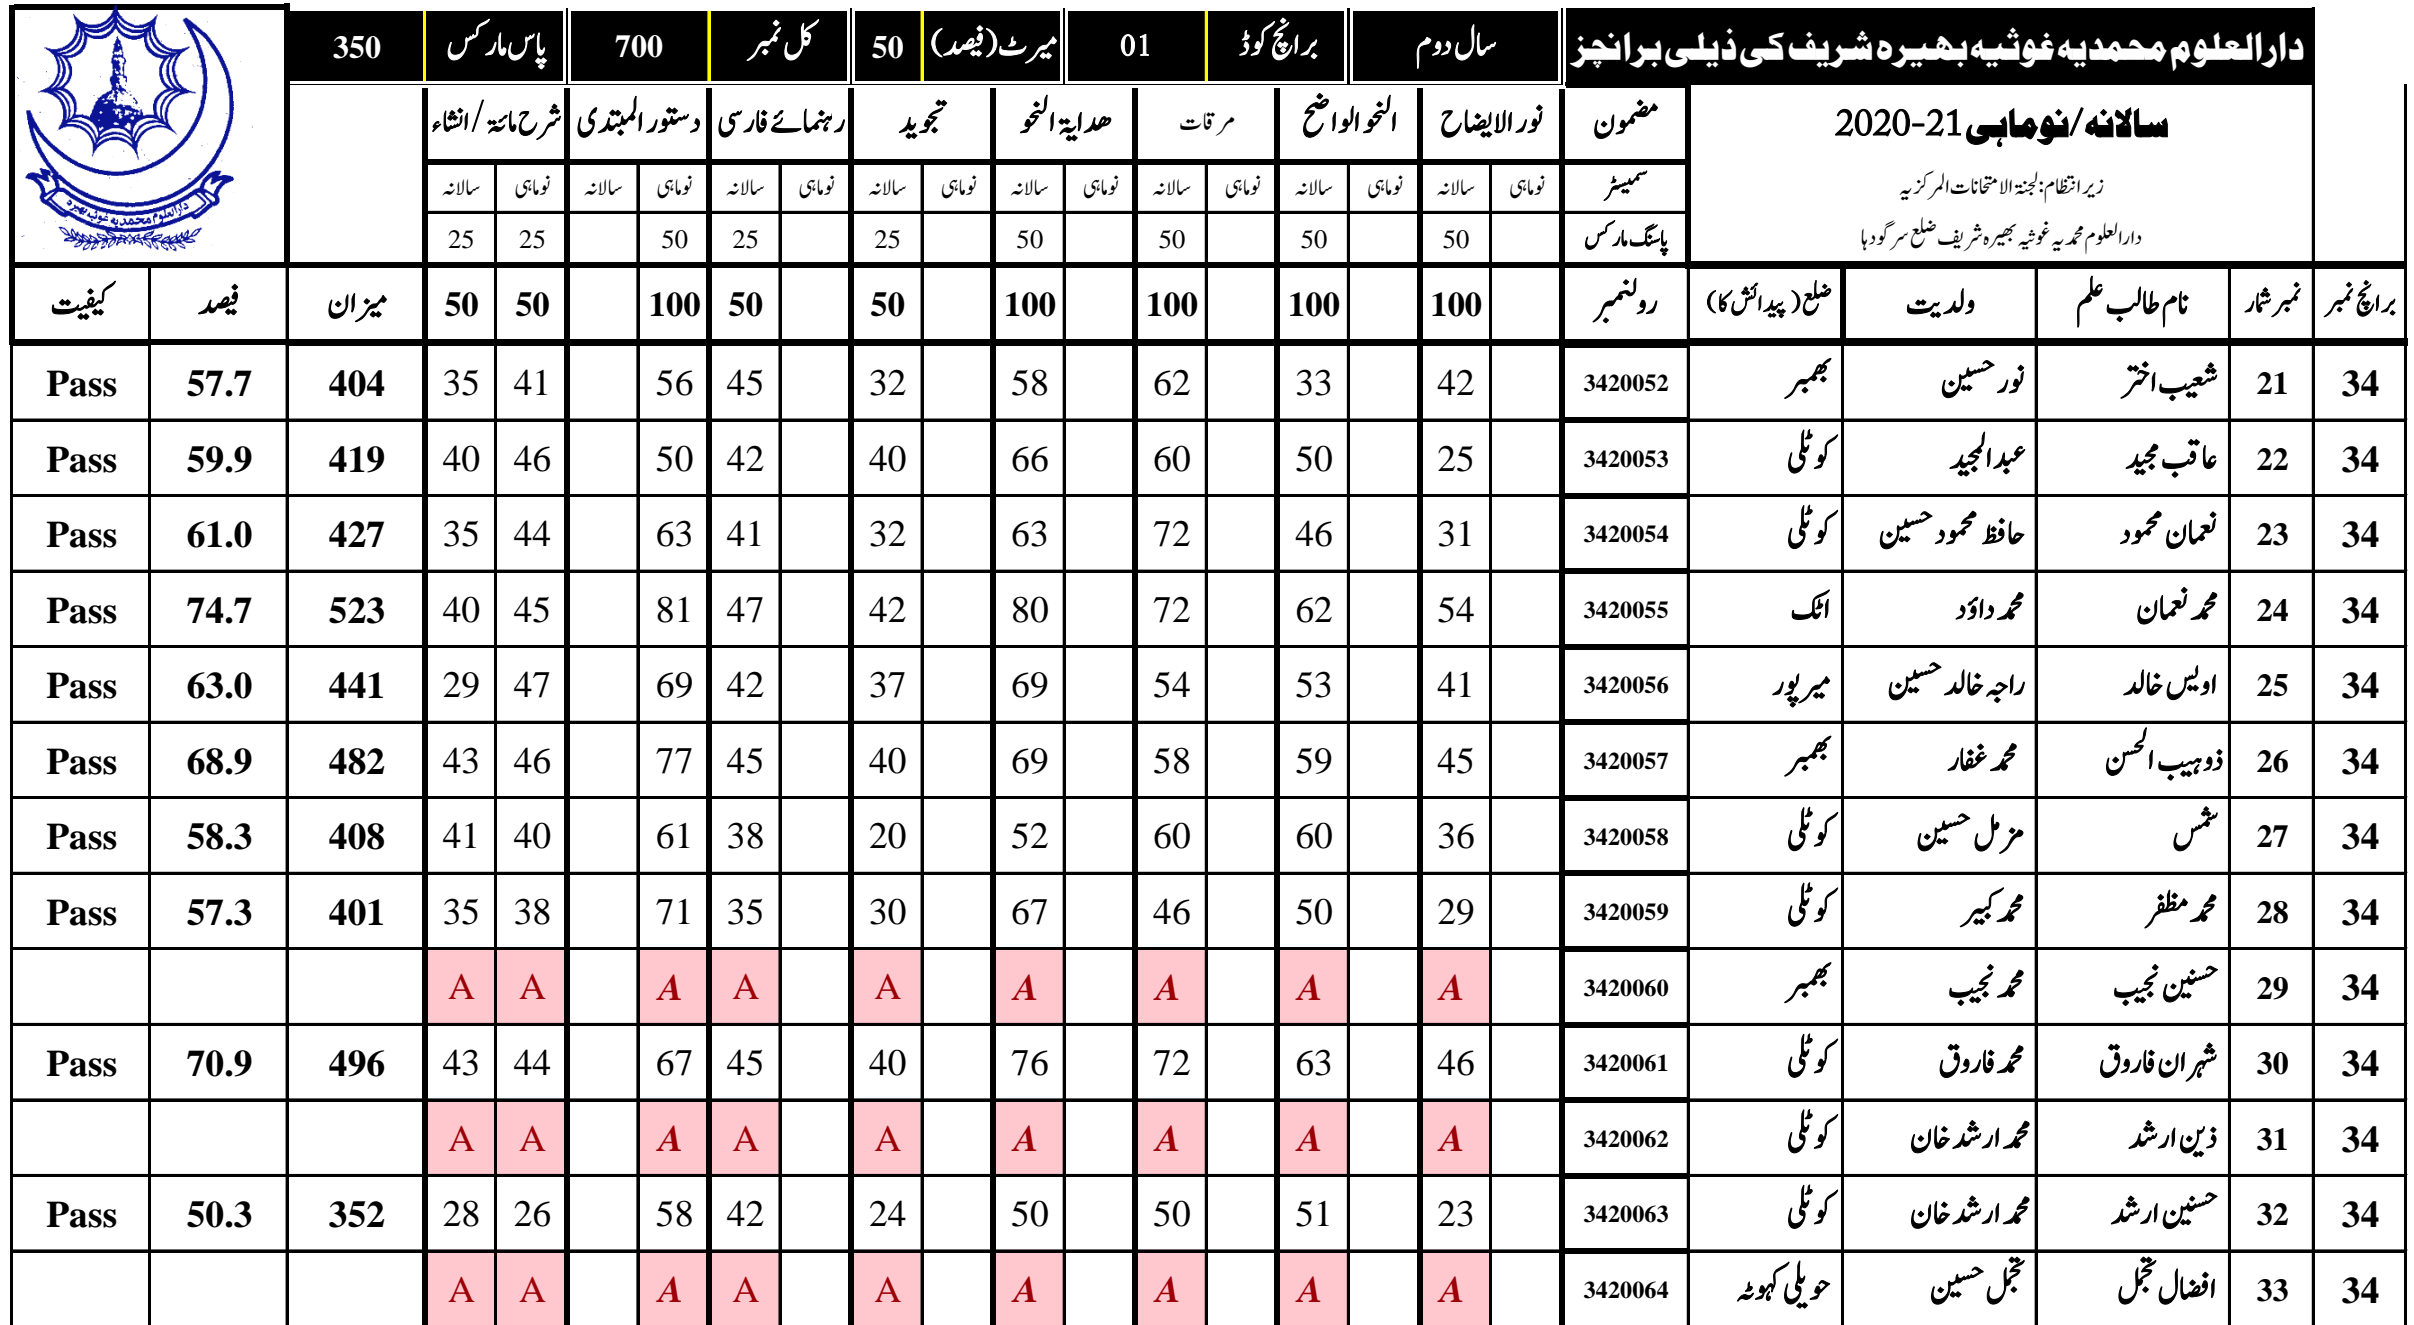 دارالعلوم محمدیہ غوثیہ بھیرہ شریف کی ذیلی برانچز سال دوم برانچ کوڈ 01 میرٹ (فیصد) 50 کل نمبر 700 پاس مارکس 350
سالانہ/نوماہی 21-2020 مضمون نور الایضاح النحو الواضح مرقات ھدایۃ النحو تجوید رہنمائے فارسی دستور المبتدی شرح مائۃ / انشاء
زیر انتظام: لجنۃ الامتحانات المرکزیہ سمیسٹر نوماہی سالانہ نوماہی سالانہ نوماہی سالانہ نوماہی سالانہ نوماہی سالانہ نوماہی سالانہ نوماہی سالانہ نوماہی سالانہ
دارالعلوم محمدیہ غوثیہ بھیرہ شریف ضلع سرگودہا پاسنگ مارکس 50 50 50 50 25 25 50 25 25
دارالعلوم محمدیہ غوثیہ بھیرہ
برانچ نمبر نمبر شمار نام طالب علم ولدیت ضلع (پیدائش کا) رولنمبر 100 100 100 100 50 50 100 50 50 میزان فیصد کیفیت
34 21 شعیب اختر نور حسین بھمبر 3420052 42 33 62 58 32 45 56 41 35 404 57.7 Pass
34 22 عاقب مجید عبدالمجید کوٹلی 3420053 25 50 60 66 40 42 50 46 40 419 59.9 Pass
34 23 نعمان محمود حافظ محمود حسین کوٹلی 3420054 31 46 72 63 32 41 63 44 35 427 61.0 Pass
34 24 محمد نعمان محمد داؤد اٹک 3420055 54 62 72 80 42 47 81 45 40 523 74.7 Pass
34 25 اویس خالد راجہ خالد حسین میرپور 3420056 41 53 54 69 37 42 69 47 29 441 63.0 Pass
34 26 ذوہیب الحسن محمد غفار بھمبر 3420057 45 59 58 69 40 45 77 46 43 482 68.9 Pass
34 27 شمس مزمل حسین کوٹلی 3420058 36 60 60 52 20 38 61 40 41 408 58.3 Pass
34 28 محمد مظفر محمد کبیر کوٹلی 3420059 29 50 46 67 30 35 71 38 35 401 57.3 Pass
34 29 حسنین نجیب محمد نجیب بھمبر 3420060 A A A A A A A A A
34 30 شہران فاروق محمد فاروق کوٹلی 3420061 46 63 72 76 40 45 67 44 43 496 70.9 Pass
34 31 ذین ارشد محمد ارشد خان کوٹلی 3420062 A A A A A A A A A
34 32 حسنین ارشد محمد ارشد خان کوٹلی 3420063 23 51 50 50 24 42 58 26 28 352 50.3 Pass
34 33 افضال تجمل تجمل حسین حویلی کہوٹہ 3420064 A A A A A A A A A